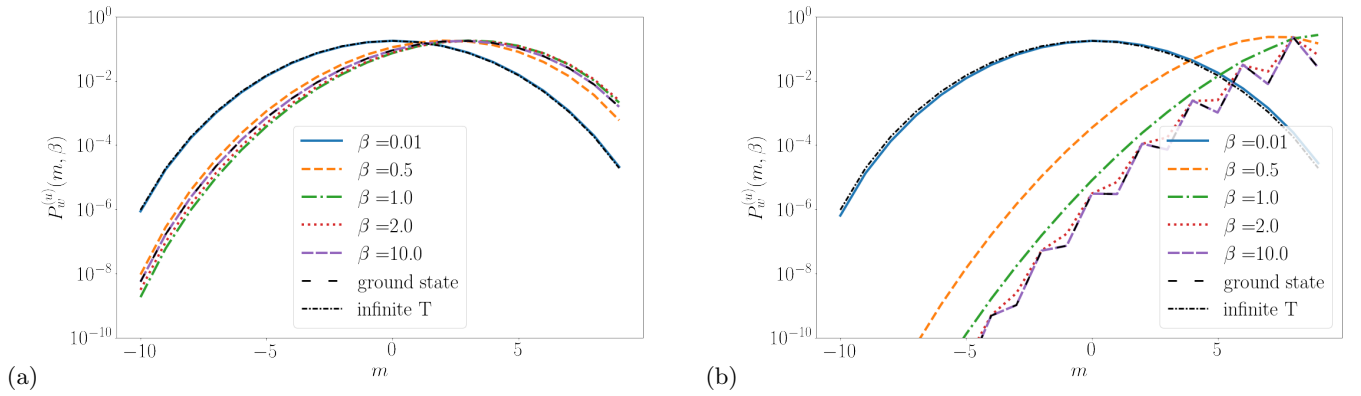 10^0
10^{-2}
10^{-4}
10^{-6}
10^{-8}
10^{-10}
P_w^{(u)}(m, β)
β =0.01
β =0.5
β =1.0
β =2.0
β =10.0
ground state
infinite T
−10
−5
0
5
m
(a)
10^0
10^{-2}
10^{-4}
10^{-6}
10^{-8}
10^{-10}
P_w^{(u)}(m, β)
β =0.01
β =0.5
β =1.0
β =2.0
β =10.0
ground state
infinite T
−10
−5
0
5
m
(b)